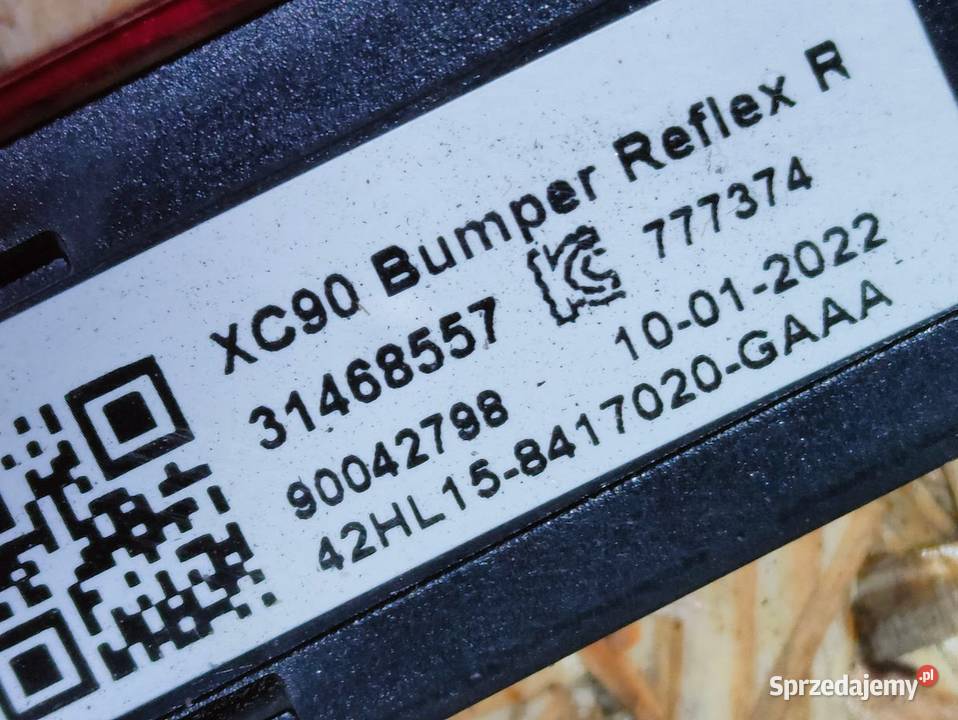 XC90 Bumper Reflex R
31468557 777374
90042798 10-01-2022
42HL15-8417020-GAAA
Sprzedajemy.pl